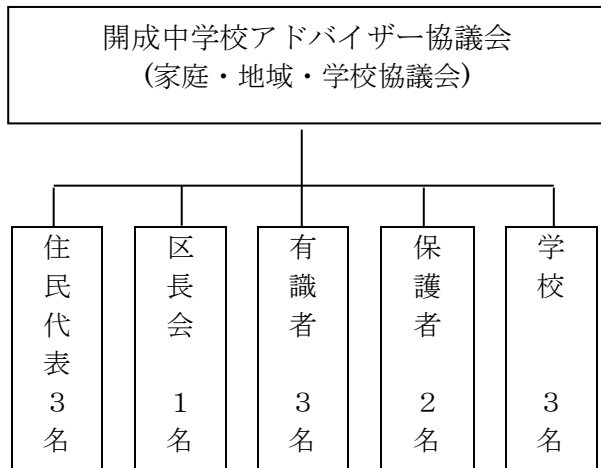 開成中学校アドバイザー協議会
(家庭・地域・学校協議会)
住民代表３名
区長会　１名
有識者　３名
保護者　２名
学校　　３名